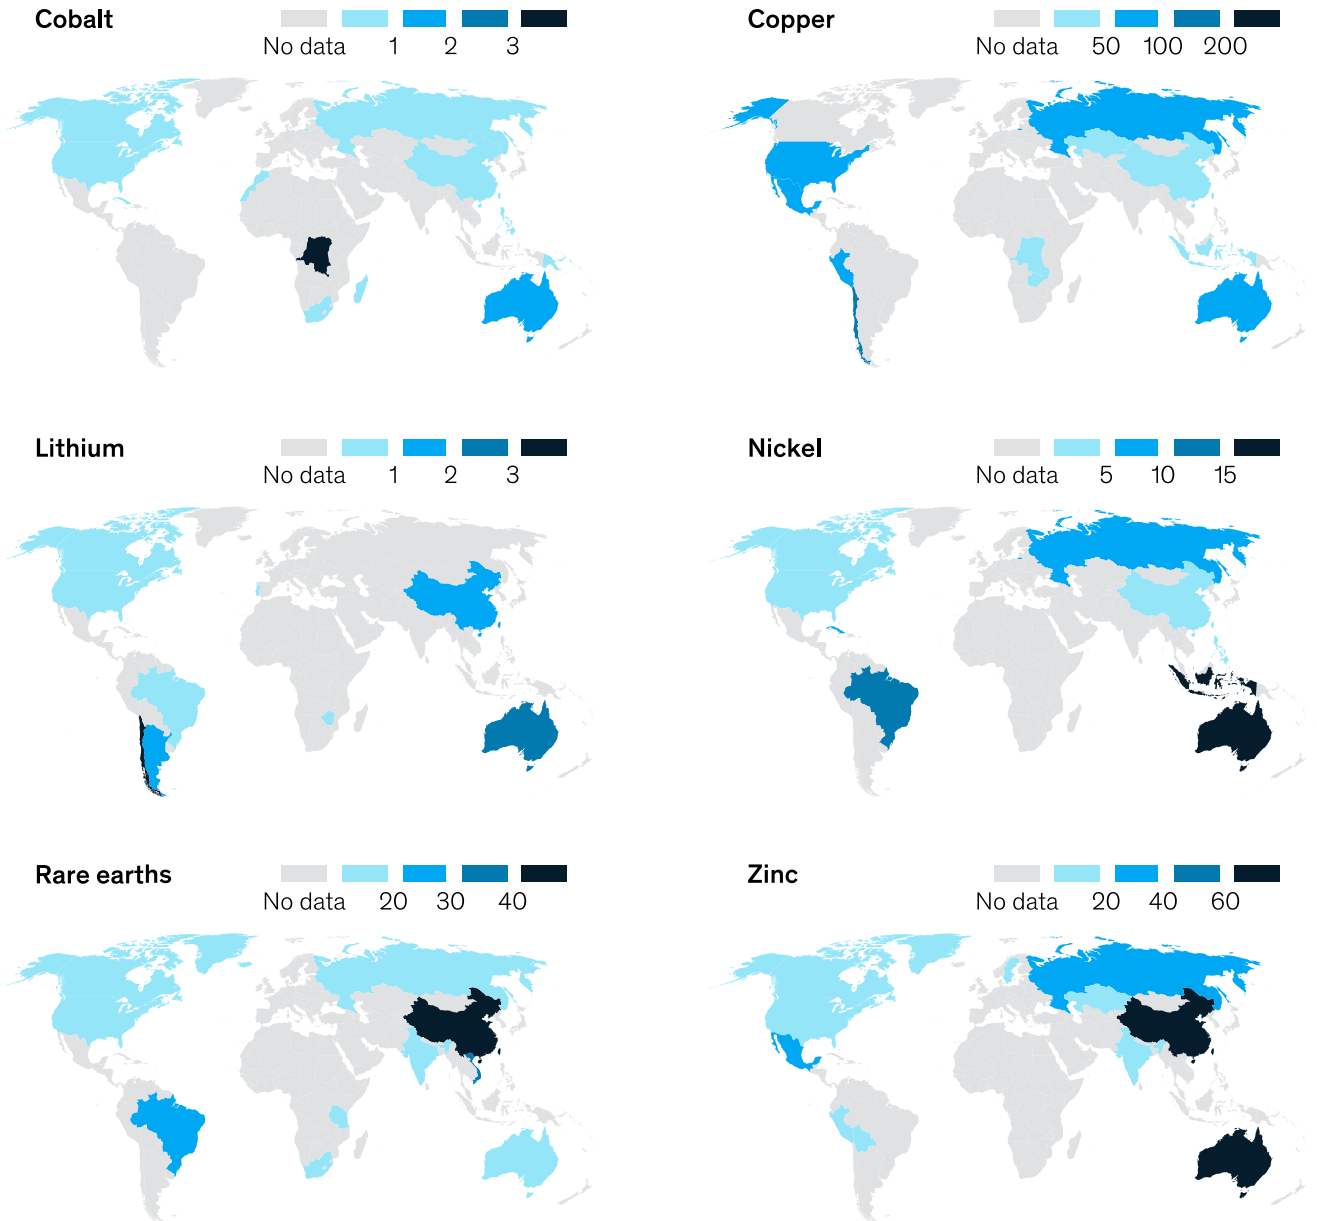 Cobalt
No data 1 2 3
Copper
No data 50 100 200
Lithium
No data 1 2 3
Nickel
No data 5 10 15
Rare earths
No data 20 30 40
Zinc
No data 20 40 60